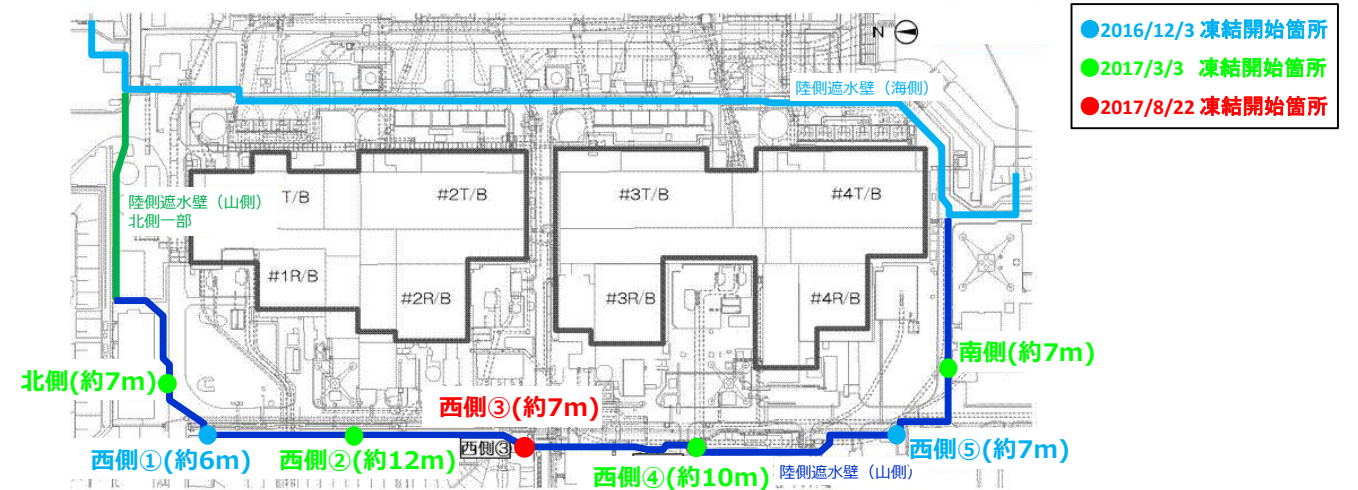 ●2016/12/3 凍結開始箇所
●2017/3/3 凍結開始箇所
●2017/8/22 凍結開始箇所
N
陸側遮水壁（海側）
陸側遮水壁（山側）
北側一部
T/B
#2T/B
#3T/B
#4T/B
#1R/B
#2R/B
#3R/B
#4R/B
北側(約7m)
南側(約7m)
西側③(約7m)
西側③
西側①(約6m)
西側②(約12m)
西側④(約10m)
陸側遮水壁（山側）
西側⑤(約7m)